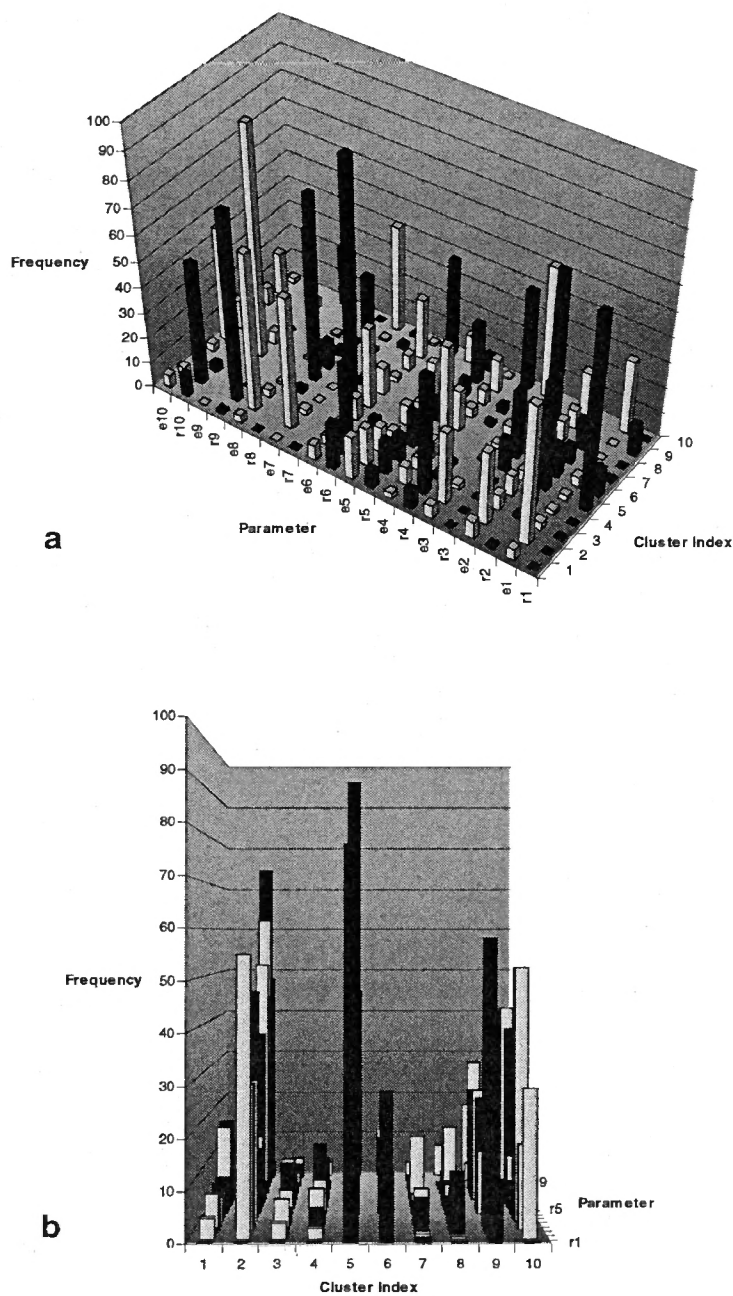 100
90
80
70
60
50
40
30
20
10
0
Frequency
e10
r10
e9
r9
e8
r8
e7
r7
e6
r6
e5
r5
e4
r4
e3
r3
e2
r2
e1
r1
Parameter
1
2
3
4
5
6
7
8
9
10
Cluster Index
a
100
90
80
70
60
50
40
30
20
10
0
Frequency
1 2 3 4 5 6 7 8 9 10
Cluster Index
9
r5
r1
Parameter
b